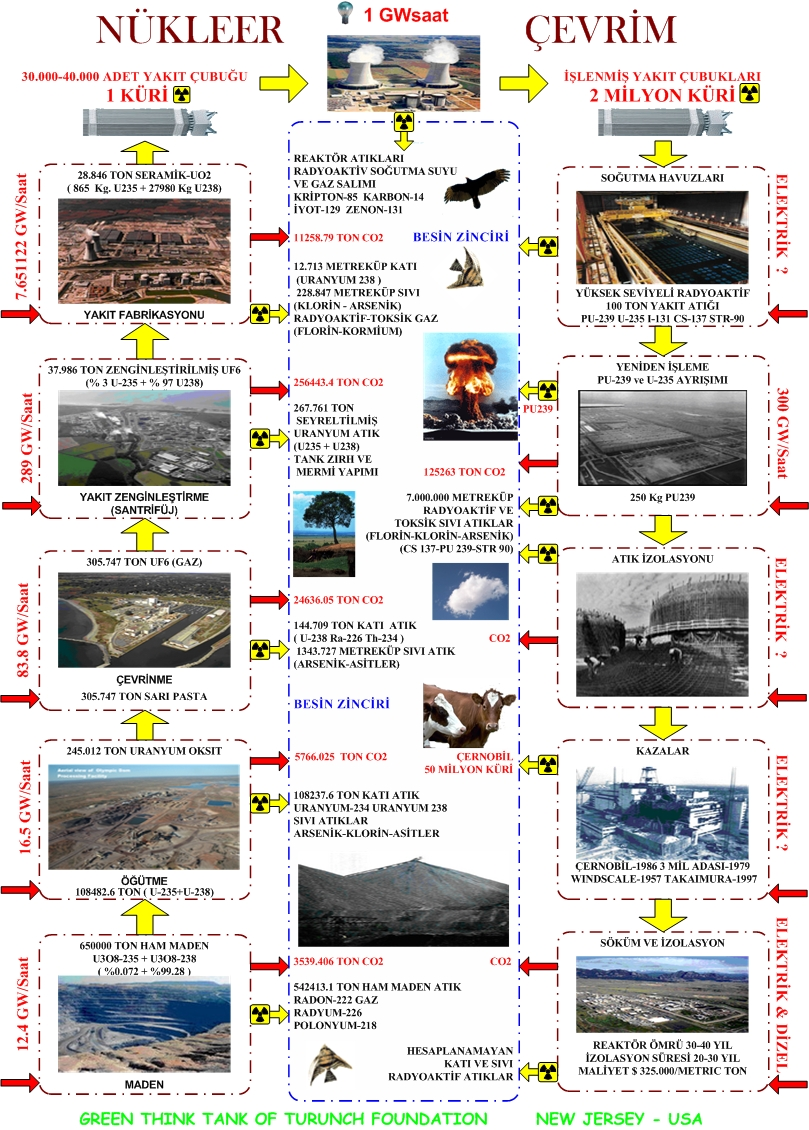 NÜKLEER ÇEVRİM
1 GWsaat
30.000-40.000 ADET YAKIT ÇUBUĞU
1 KÜRİ
İŞLENMİŞ YAKIT ÇUBUKLARI
2 MİLYON KÜRİ
7.651122 GW/Saat
28.846 TON SERAMİK-UO2
( 865 Kg. U235 + 27980 Kg U238)
YAKIT FABRİKASYONU
289 GW/Saat
37.986 TON ZENGİNLEŞTİRİLMİŞ UF6
(% 3 U-235 + % 97 U238)
YAKIT ZENGİNLEŞTİRME
(SANTRİFÜJ)
83.8 GW/Saat
305.747 TON UF6 (GAZ)
ÇEVRİNME
305.747 TON SARI PASTA
16.5 GW/Saat
245.012 TON URANYUM OKSIT
Aerial view of Olympic Dam
Processing Facility
ÖĞÜTME
108482.6 TON ( U-235+U-238)
12.4 GW/Saat
650000 TON HAM MADEN
U3O8-235 + U3O8-238
( %0.072 + %99.28 )
MADEN
REAKTÖR ATIKLARI
RADYOAKTİV SOĞUTMA SUYU
VE GAZ SALIMI
KRİPTON-85 KARBON-14
İYOT-129 ZENON-131
11258.79 TON CO2
BESİN ZİNCİRİ
12.713 METREKÜP KATI
(URANYUM 238 )
228.847 METREKÜP SIVI
(KLORİN - ARSENİK)
RADYOAKTİF-TOKSİK GAZ
(FLORİN-KORMIUM)
256443.4 TON CO2
PU239
267.761 TON
SEYRELTİLMİŞ
URANYUM ATIK
(U235 + U238)
TANK ZIRH VE
MERMİ YAPIMI
125263 TON CO2
7.000.000 METREKÜP
RADYOAKTİF VE
TOKSİK SIVI ATIKLAR
(FLORİN-KLORİN-ARSENİK)
(CS 137-PU 239-STR 90)
24636.05 TON CO2
144.709 TON KATI ATIK
( U-238 Ra-226 Th-234 )
1343.727 METREKÜP SIVI ATIK
(ARSENİK-ASİTLER)
CO2
BESİN ZİNCİRİ
5766.025 TON CO2
ÇERNOBİL
50 MİLYON KÜRİ
108237.6 TON KATI ATIK
URANYUM-234 URANYUM 238
SIVI ATIKLAR
ARSENİK-KLORİN-ASİTLER
3539.406 TON CO2
CO2
542413.1 TON HAM MADEN ATIK
RADON-222 GAZ
RADYUM-226
POLONYUM-218
HESAPLANAMAYAN
KATI VE SIVI
RADYOAKTİF ATIKLAR
SOĞUTMA HAVUZLARI
YÜKSEK SEVİYELİ RADYOAKTİF
100 TON YAKIT ATIĞI
PU-239 U-235 I-131 CS-137 STR-90
ELEKTRİK ?
YENİDEN İŞLEME
PU-239 ve U-235 AYRIŞIMI
250 Kg PU239
300 GW/Saat
ATIK İZOLASYONU
ELEKTRİK ?
KAZALAR
ÇERNOBİL-1986 3 MİL ADASI-1979
WINDSCALE-1957 TAKAIMURA-1997
ELEKTRİK ?
SÖKÜM VE İZOLASYON
REAKTÖR ÖMRÜ 30-40 YIL
İZOLASYON SÜRESİ 20-30 YIL
MALİYET $ 325.000/METRIC TON
ELEKTRİK & DİZEL
GREEN THINK TANK OF TURUNCH FOUNDATION NEW JERSEY - USA